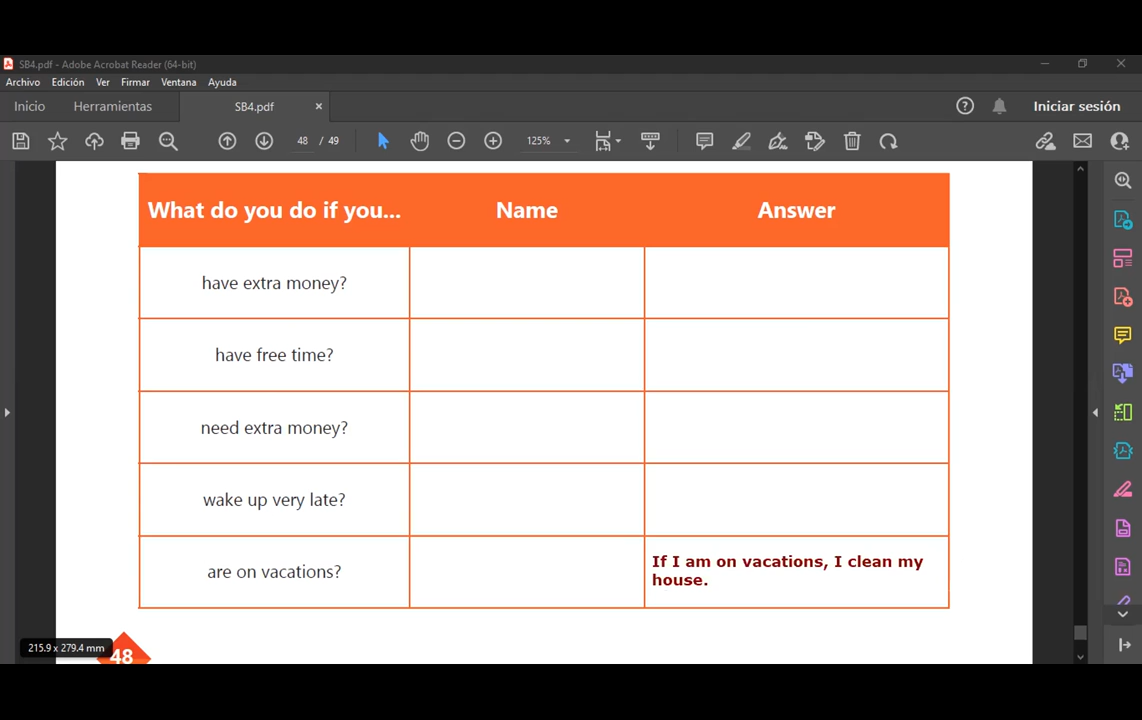 SB4.pdf - Adobe Acrobat Reader (64-bit)
Archivo Edición Ver Firmar Ventana Ayuda
Inicio Herramientas SB4.pdf × Iniciar sesión
48 / 49 125%
What do you do if you... Name Answer
have extra money?
have free time?
need extra money?
wake up very late?
are on vacations? If I am on vacations, I clean my
house.
215.9 x 279.4 mm
48